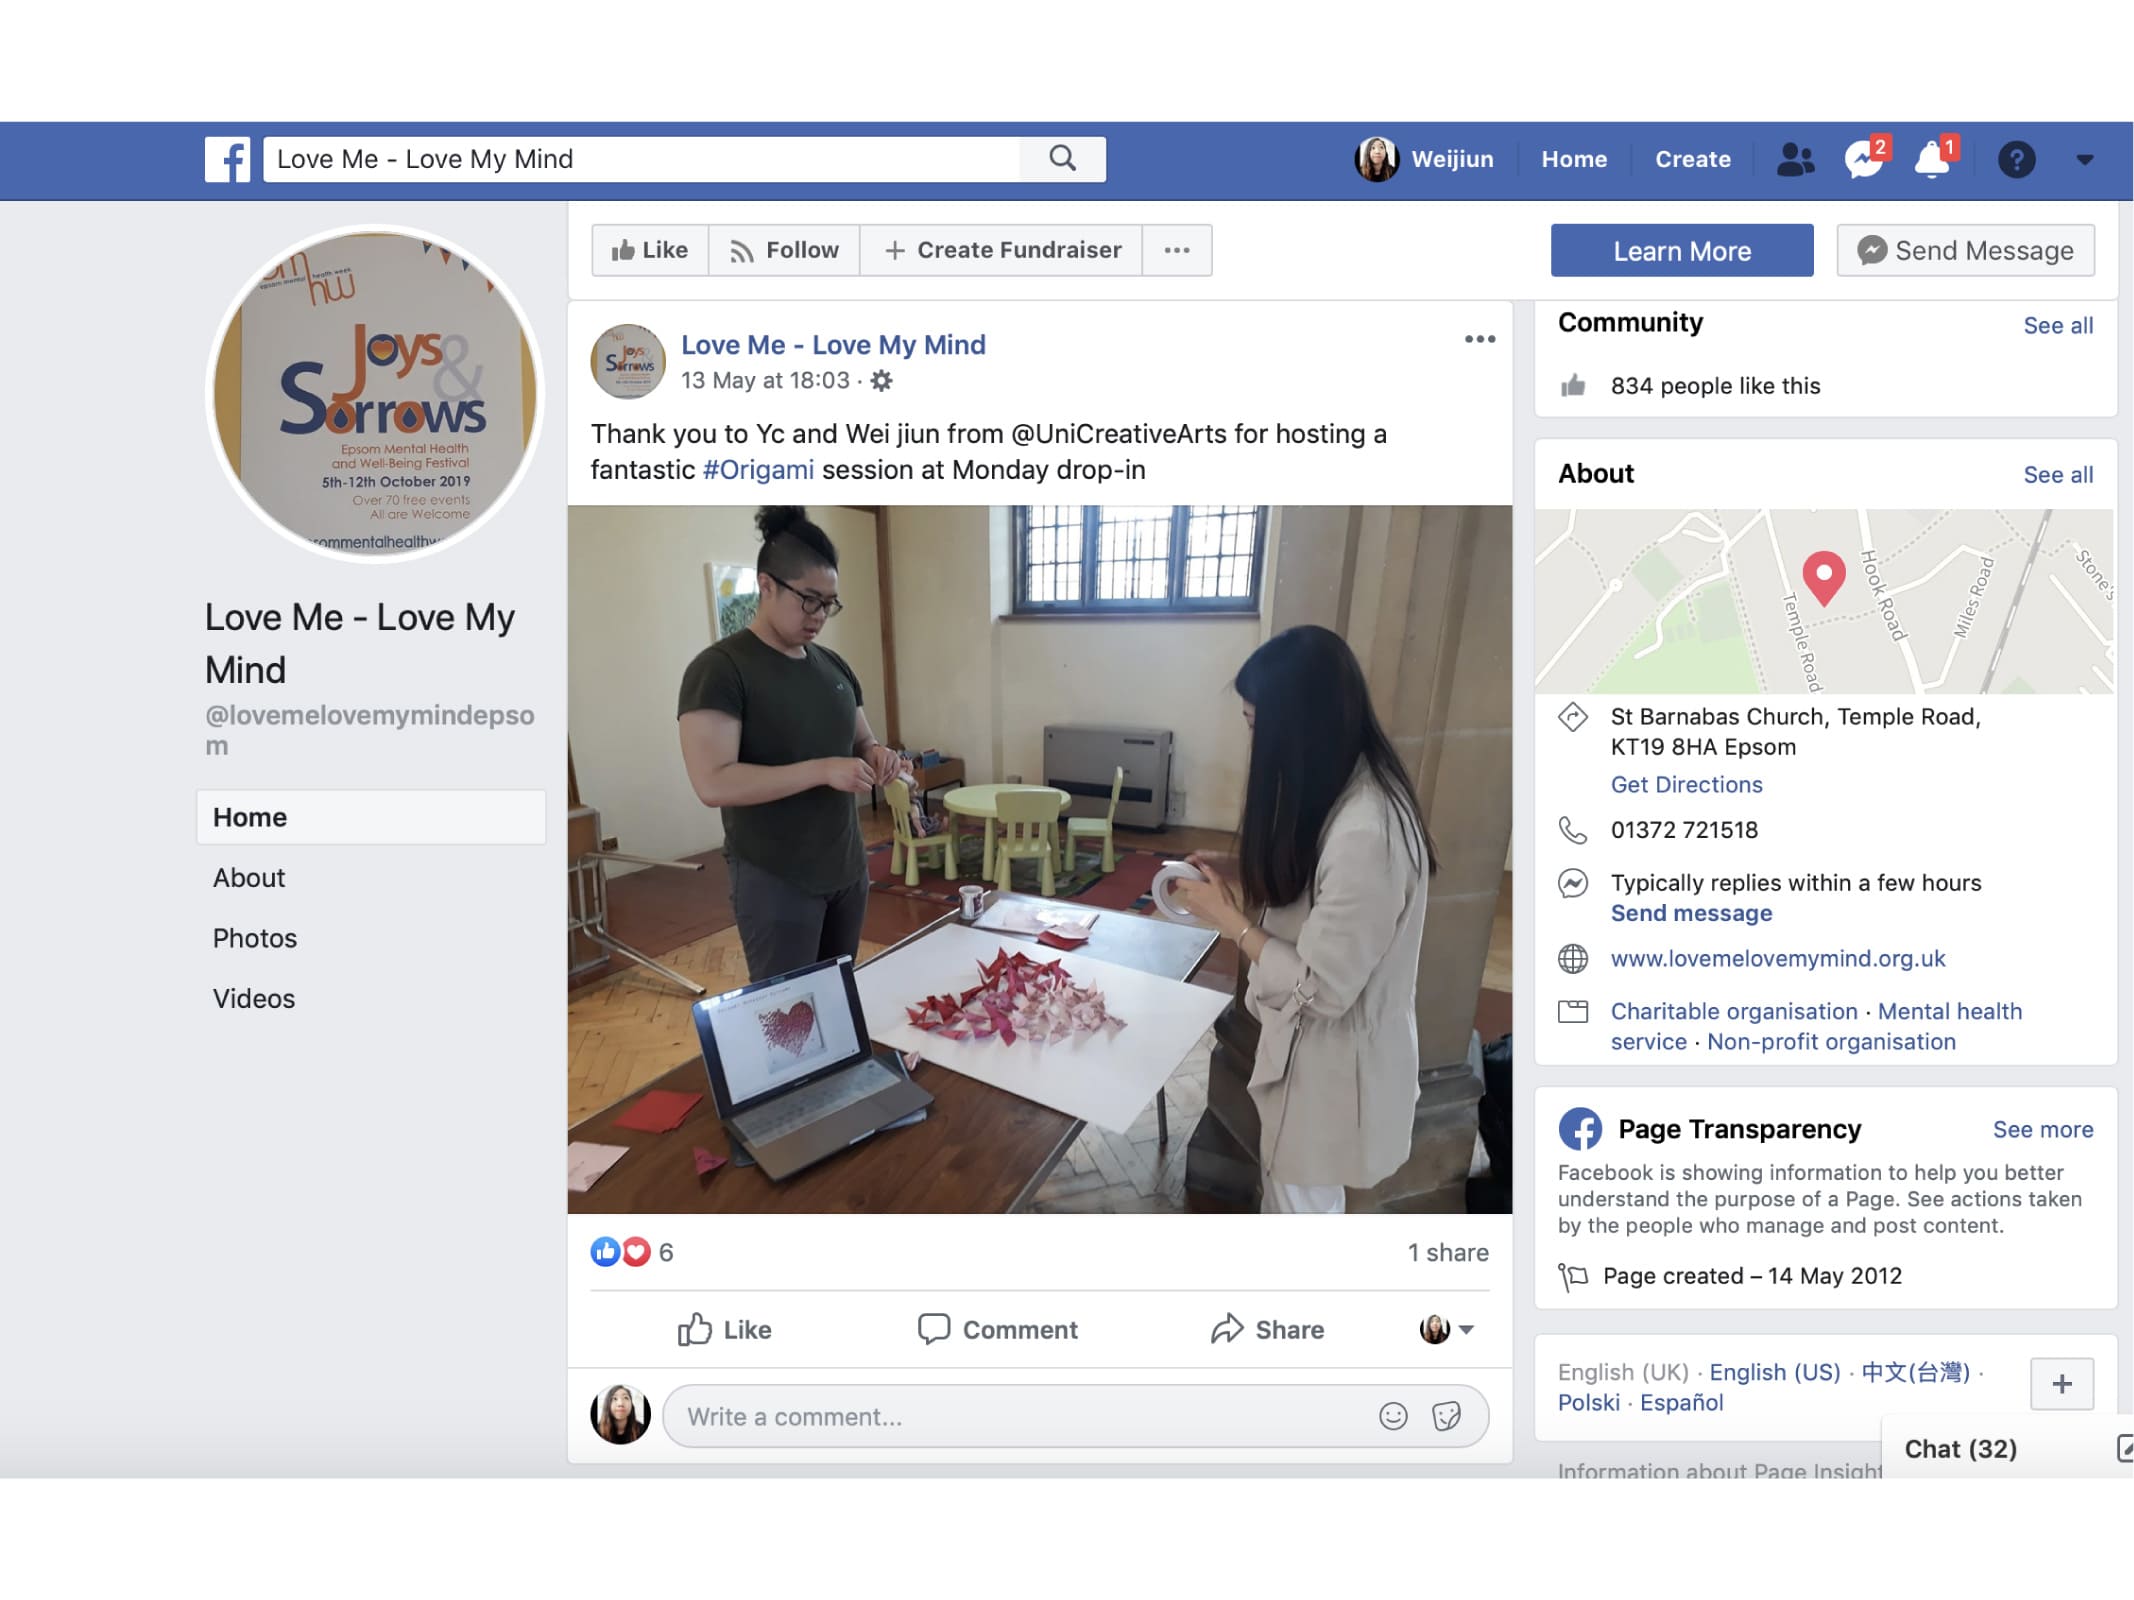 Love Me - Love My Mind
Weijiun
Home
Create
2
1
?
Like
Follow
+ Create Fundraiser
Learn More
Send Message
health week
epsom mental
hw
Joys
&
Sorrows
Epsom Mental Health
and Well-Being Festival
5th-12th October 2019
Over 70 free events
All are Welcome
Love Me - Love My
Mind
@lovemelovemymindepso
m
Home
About
Photos
Videos
Love Me - Love My Mind
13 May at 18:03 ·
Thank you to Yc and Wei jiun from @UniCreativeArts for hosting a
fantastic #Origami session at Monday drop-in
6
1 share
Like
Comment
Share
Write a comment...
Community
See all
834 people like this
About
See all
Hook Road
Temple Road
Miles Road
Stone's
St Barnabas Church, Temple Road,
KT19 8HA Epsom
Get Directions
01372 721518
Typically replies within a few hours
Send message
www.lovemelovemymind.org.uk
Charitable organisation · Mental health
service · Non-profit organisation
Page Transparency
See more
Facebook is showing information to help you better
understand the purpose of a Page. See actions taken
by the people who manage and post content.
Page created – 14 May 2012
English (UK) · English (US) · 中文(台灣) ·
Polski · Español
+
Chat (32)
Information about Page Insight